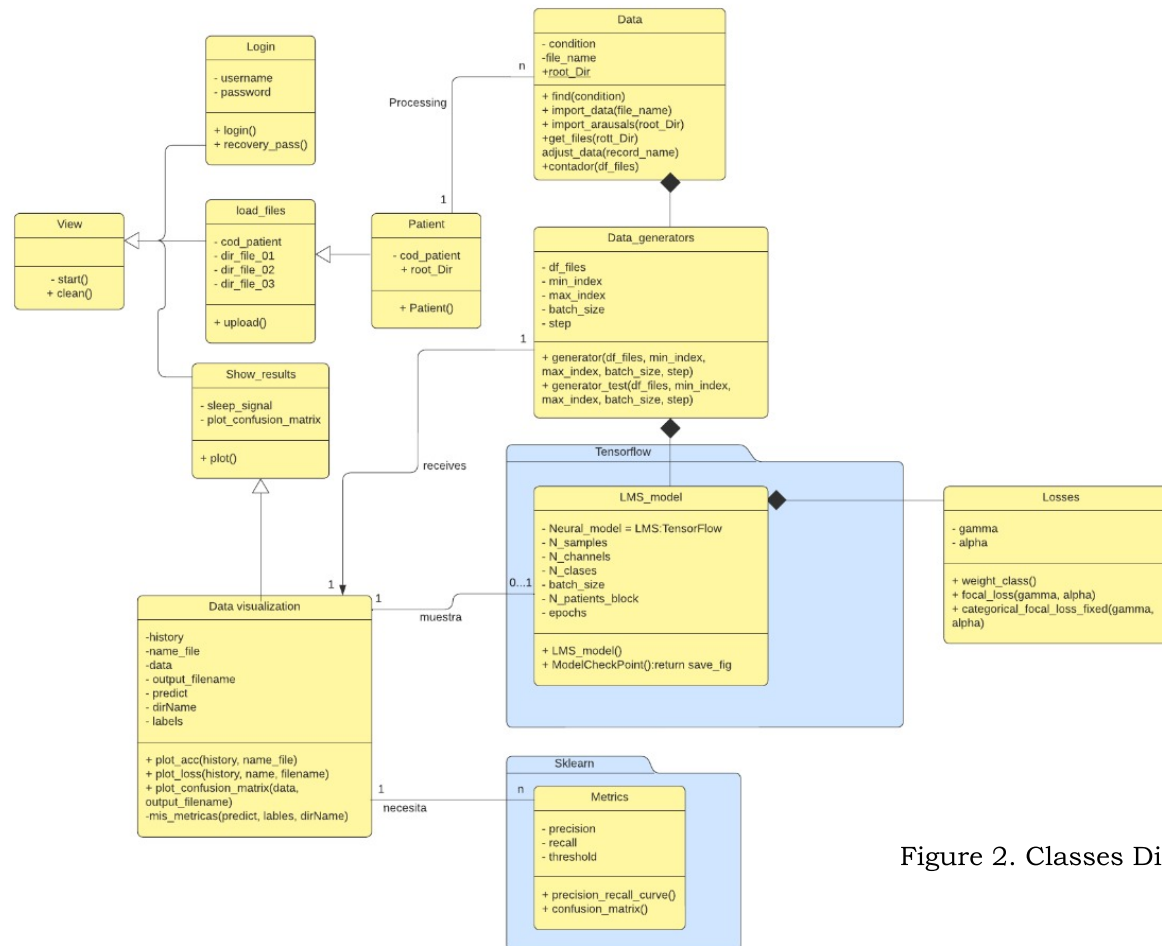 Login
- username
- password
+ login()
+ recovery_pass()
View
- start()
+ clean()
load_files
- cod_patient
- dir_file_01
- dir_file_02
- dir_file_03
+ upload()
Patient
- cod_patient
+ root_Dir
+ Patient()
Processing
n
1
Data
- condition
-file_name
+root_Dir
+ find(condition)
+ import_data(file_name)
+ import_arausals(root_Dir)
+get_files(rott_Dir)
adjust_data(record_name)
+contador(df_files)
Data_generators
- df_files
- min_index
- max_index
- batch_size
- step
+ generator(df_files, min_index,
max_index, batch_size, step)
+ generator_test(df_files, min_index,
max_index, batch_size, step)
1
receives
1
Show_results
- sleep_signal
- plot_confusion_matrix
+ plot()
Tensorflow
LMS_model
- Neural_model = LMS:TensorFlow
- N_samples
- N_channels
- N_clases
- batch_size
- N_patients_block
- epochs
+ LMS_model()
+ ModelCheckPoint():return save_fig
Losses
- gamma
- alpha
+ weight_class()
+ focal_loss(gamma, alpha)
+ categorical_focal_loss_fixed(gamma,
alpha)
1
muestra
0...1
Data visualization
-history
-name_file
-data
- output_filename
- predict
- dirName
- labels
+ plot_acc(history, name_file)
+ plot_loss(history, name, filename)
+ plot_confusion_matrix(data,
output_filename)
-mis_metricas(predict, lables, dirName)
1
necesita
n
Sklearn
Metrics
- precision
- recall
- threshold
+ precision_recall_curve()
+ confusion_matrix()
Figure 2. Classes Di